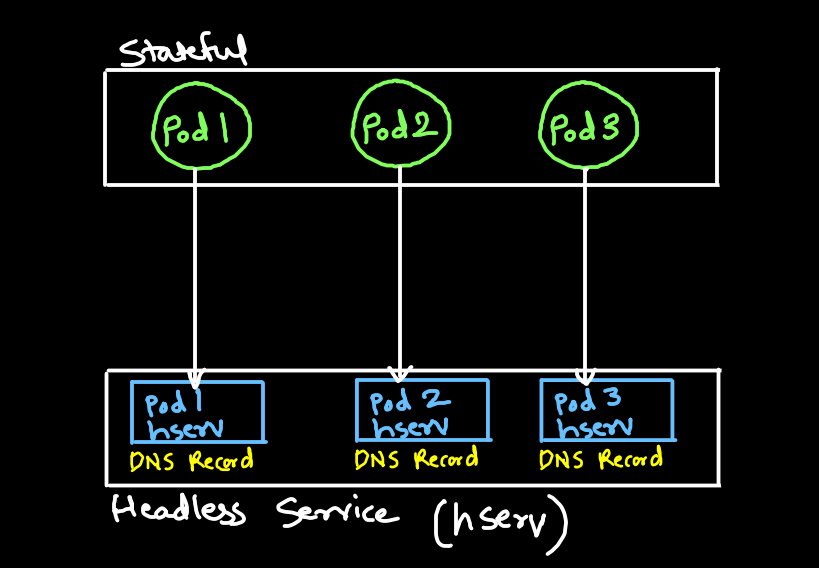 Stateful
Pod 1 Pod 2 Pod 3
Pod 1 Pod 2 Pod 3
hserv hserv hserv
DNS Record DNS Record DNS Record
Headless Service (hserv)